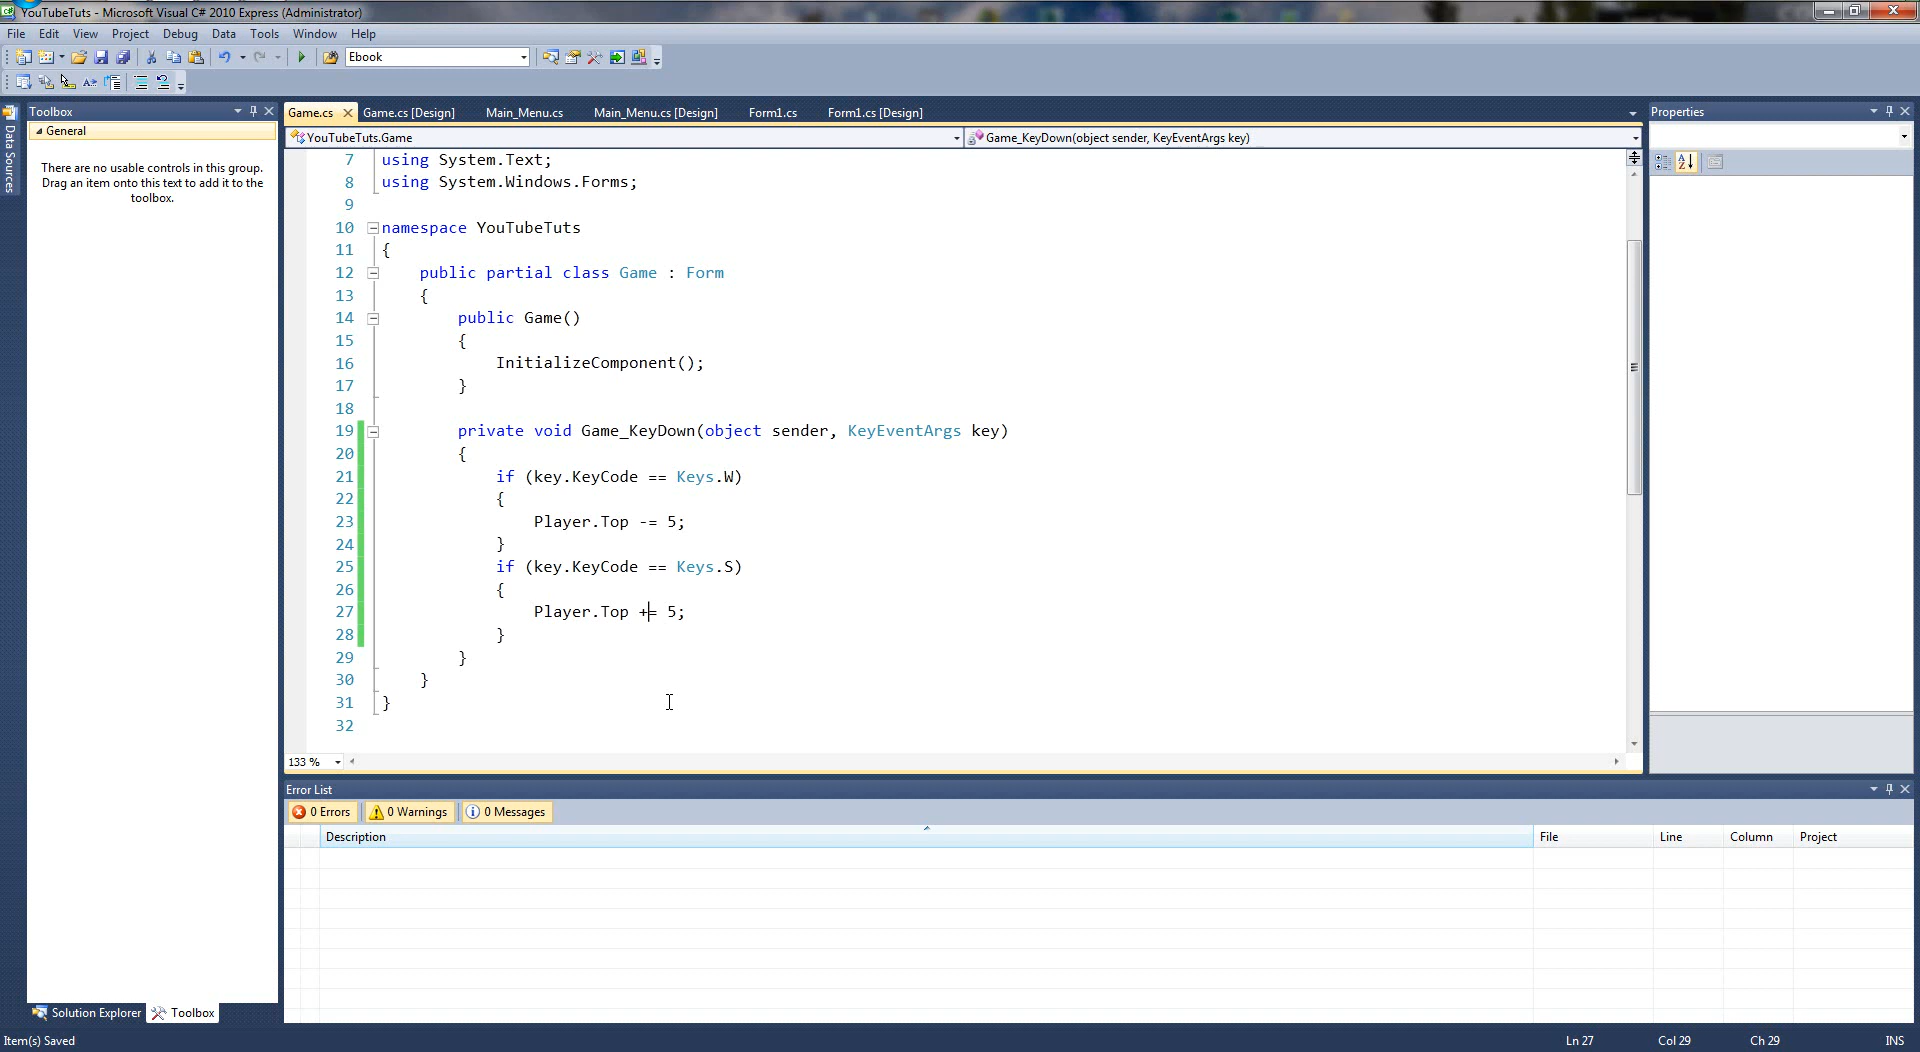 YouTubeTuts - Microsoft Visual C# 2010 Express (Administrator)
File Edit View Project Debug Data Tools Window Help
Ebook
Toolbox
General
There are no usable controls in this group.
Drag an item onto this text to add it to the
toolbox.
Data Sources
Solution Explorer Toolbox
Game.cs Game.cs [Design] Main_Menu.cs Main_Menu.cs [Design] Form1.cs Form1.cs [Design]
YouTubeTuts.Game Game_KeyDown(object sender, KeyEventArgs key)
7 using System.Text;
8 using System.Windows.Forms;
9
10 namespace YouTubeTuts
11 {
12 public partial class Game : Form
13 {
14 public Game()
15 {
16 InitializeComponent();
17 }
18
19 private void Game_KeyDown(object sender, KeyEventArgs key)
20 {
21 if (key.KeyCode == Keys.W)
22 {
23 Player.Top -= 5;
24 }
25 if (key.KeyCode == Keys.S)
26 {
27 Player.Top += 5;
28 }
29 }
30 }
31 }
32
133 %
Properties
Error List
0 Errors 0 Warnings 0 Messages
Description File Line Column Project
Item(s) Saved Ln 27 Col 29 Ch 29 INS